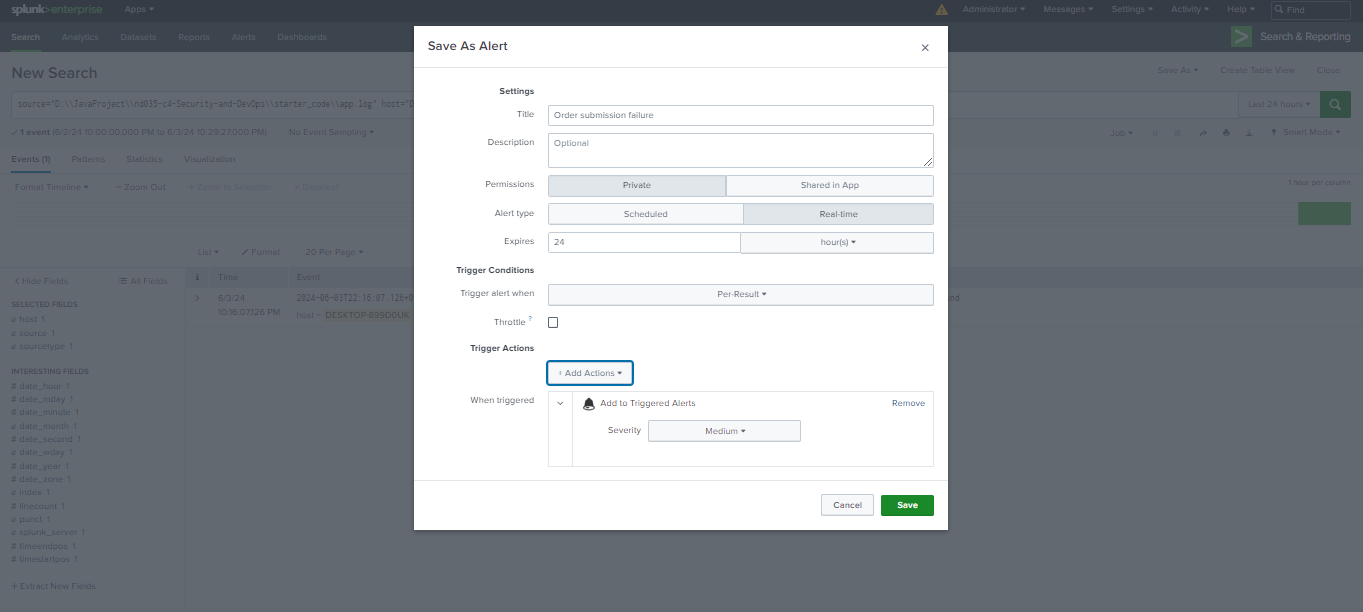 splunk>enterprise Apps ▾ Administrator ▾ Messages ▾ Settings ▾ Activity ▾ Help ▾ Find
Search Analytics Datasets Reports Alerts Dashboards Search & Reporting
New Search Save As ▾ Create Table View Close
source="D:\\JavaProject\\nd035-c4-Security-and-DevOps\\starter_code\\app.log" host="D Last 24 hours ▾
✓ 1 event (6/2/24 10:00:00.000 PM to 6/3/24 10:29:27.000 PM) No Event Sampling ▾ Job ▾ Smart Mode ▾
Events (1) Patterns Statistics Visualization
Format Timeline ▾ – Zoom Out + Zoom to Selection × Deselect 1 hour per column
List ▾ Format 20 Per Page ▾
< Hide Fields All Fields i Time Event
SELECTED FIELDS
a host 1
a source 1
a sourcetype 1
INTERESTING FIELDS
# date_hour 1
# date_mday 1
# date_minute 1
# date_month 1
# date_second 1
a date_wday 1
# date_year 1
# date_zone 1
a index 1
# linecount 1
a punct 1
a splunk_server 1
# timeendpos 1
# timestartpos 1
+ Extract New Fields
> 6/3/24
10:16:07.126 PM
2024-06-03T22:16:07.126+0
host = DESKTOP-899D0UK
Save As Alert ×
Settings
Title Order submission failure
Description Optional
Permissions Private Shared in App
Alert type Scheduled Real-time
Expires 24 hour(s) ▾
Trigger Conditions
Trigger alert when Per-Result ▾
Throttle ?
Trigger Actions
+ Add Actions ▾
When triggered Add to Triggered Alerts Remove
Severity Medium ▾
Cancel Save